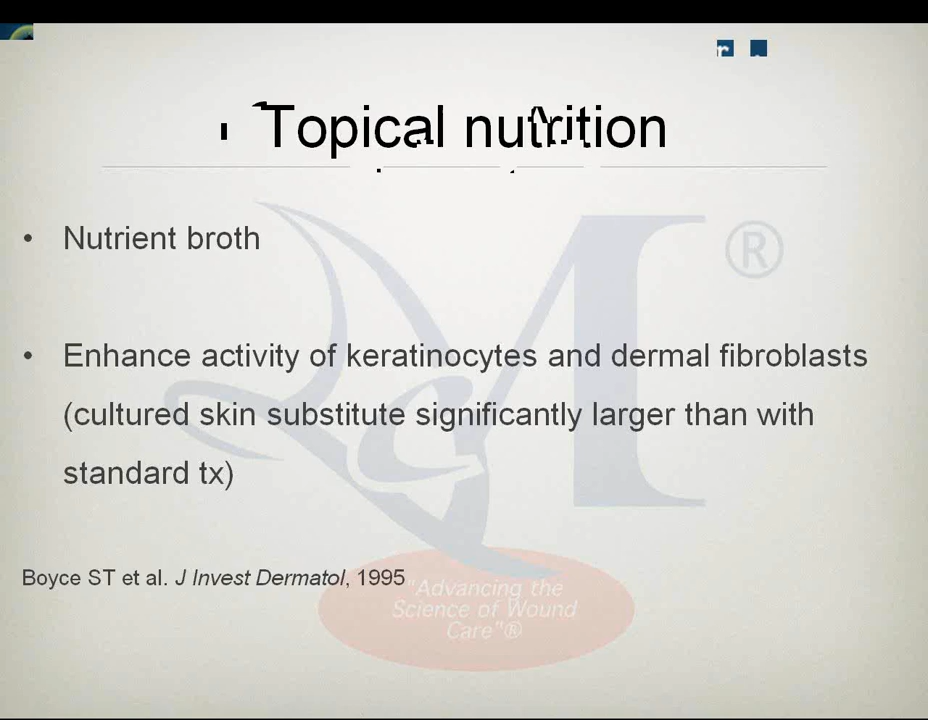 Topical nutrition
®
• Nutrient broth
• Enhance activity of keratinocytes and dermal fibroblasts
(cultured skin substitute significantly larger than with
standard tx)
Boyce ST et al. J Invest Dermatol, 1995
"Advancing the
Science of Wound
Care"®